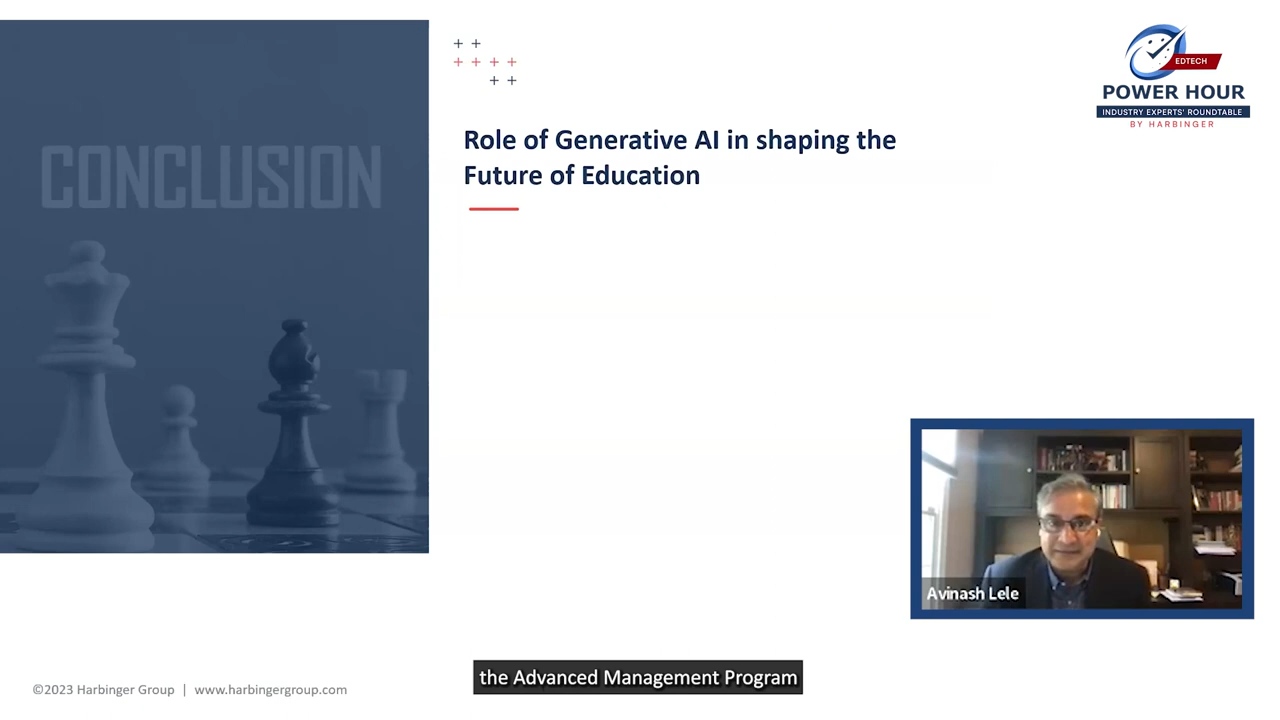 CONCLUSION
EDTECH
POWER HOUR
INDUSTRY EXPERTS' ROUNDTABLE
BY HARBINGER
Role of Generative AI in shaping the
Future of Education
Avinash Lele
the Advanced Management Program
©2023 Harbinger Group | www.harbingergroup.com